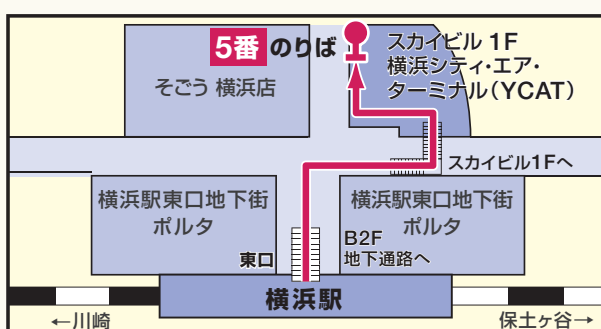 5番 のりば
スカイビル 1F
横浜シティ・エア・
ターミナル（YCAT）
そごう 横浜店
スカイビル1Fへ
横浜駅東口地下街
ポルタ
横浜駅東口地下街
ポルタ
東口
B2F
地下通路へ
横浜駅
←川崎
保土ヶ谷→